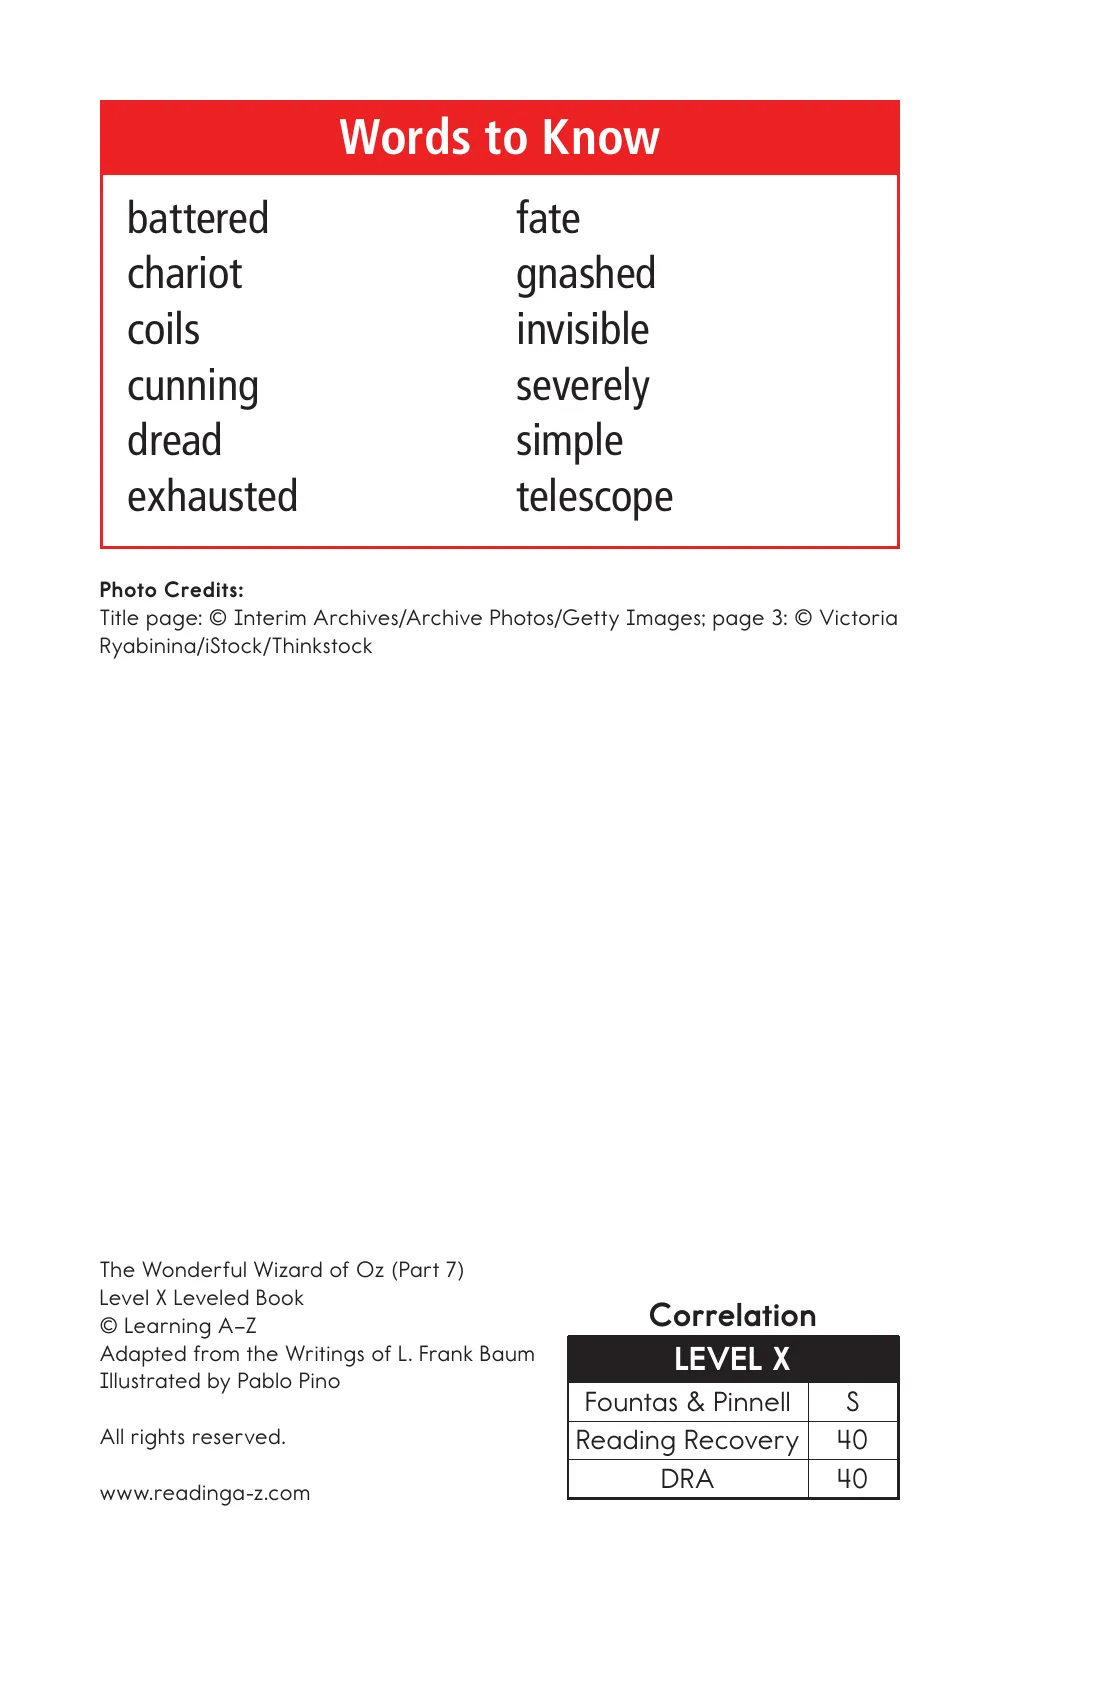 Words to Know
battered
chariot
coils
cunning
dread
exhausted
fate
gnashed
invisible
severely
simple
telescope
Photo Credits:
Title page: © Interim Archives/Archive Photos/Getty Images; page 3: © Victoria
Ryabinina/iStock/Thinkstock
The Wonderful Wizard of Oz (Part 7)
Level X Leveled Book
© Learning A–Z
Adapted from the Writings of L. Frank Baum
Illustrated by Pablo Pino
All rights reserved.
www.readinga-z.com
Correlation
LEVEL X
Fountas & Pinnell S
Reading Recovery 40
DRA 40